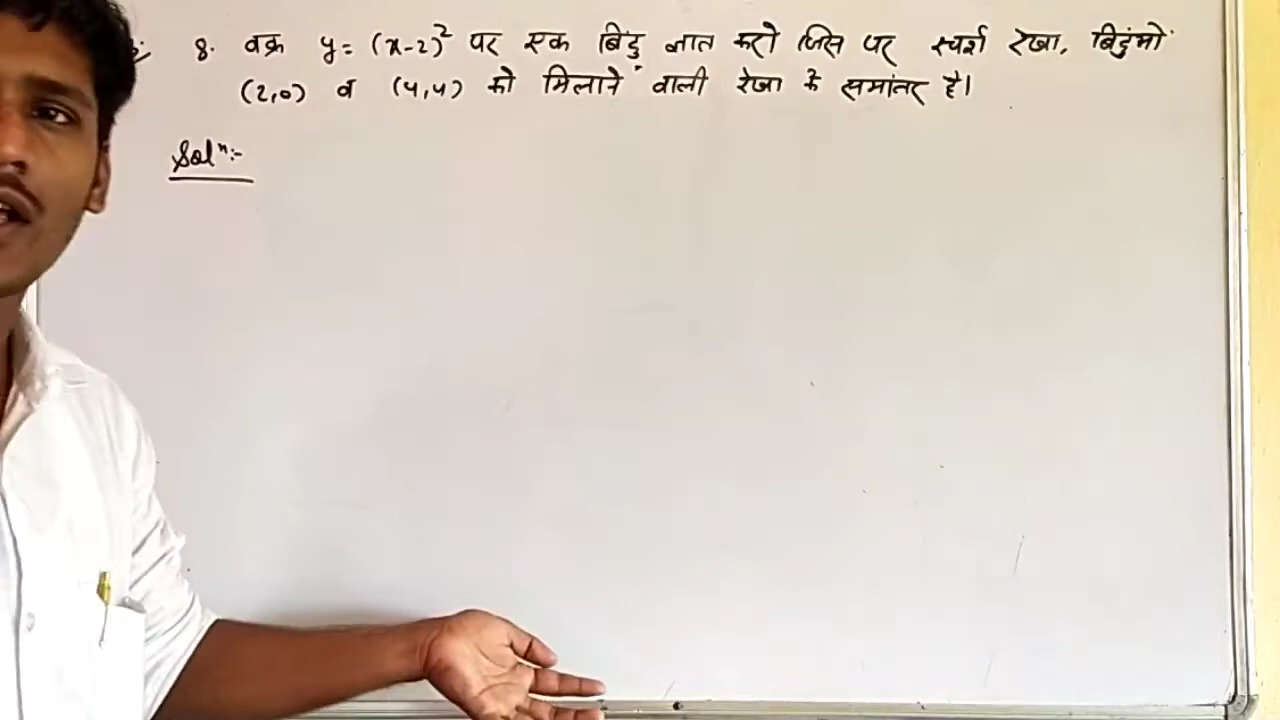 8. वक्र y = (x-2)² पर एक बिंदु ज्ञात करो जिस पर स्पर्श रेखा, बिंदुओं
(2,0) व (4,4) को मिलाने वाली रेखा के समांतर है।
Solⁿ:-